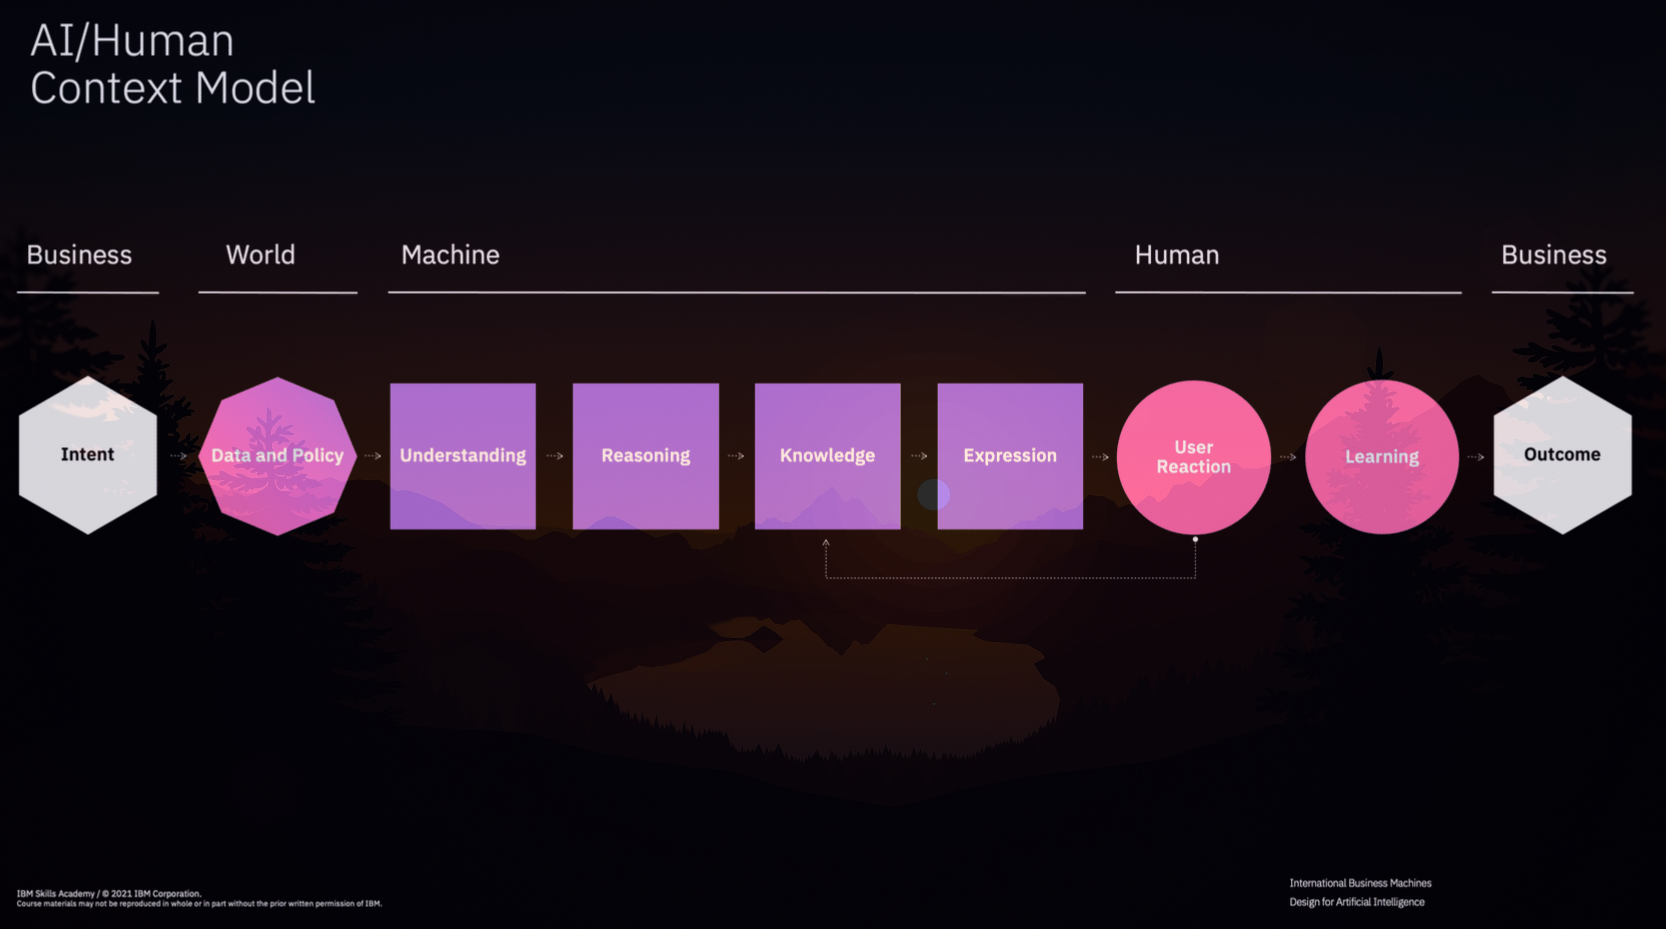 AI/Human
Context Model
Business
World
Machine
Human
Business
Intent
Data and Policy
Understanding
Reasoning
Knowledge
Expression
User
Reaction
Learning
Outcome
IBM Skills Academy / © 2021 IBM Corporation.
Course materials may not be reproduced in whole or in part without the prior written permission of IBM.
International Business Machines
Design for Artificial Intelligence